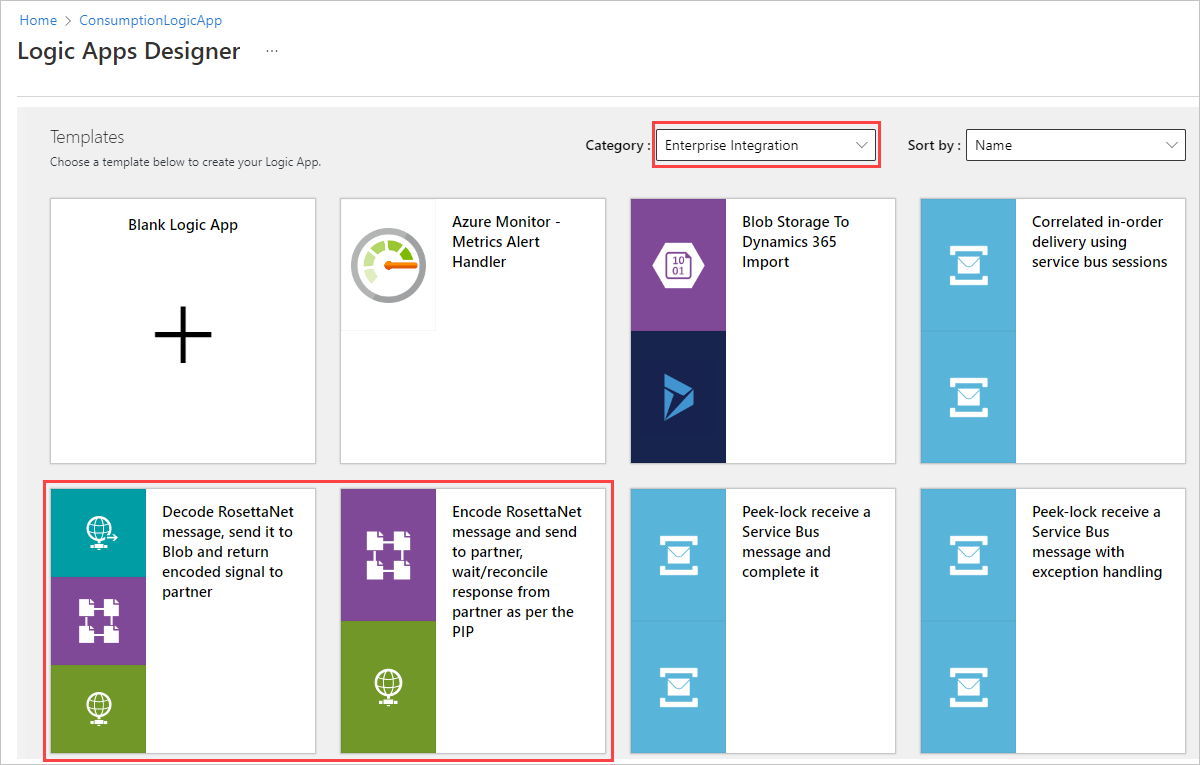 Home > ConsumptionLogicApp
Logic Apps Designer ...
Templates
Choose a template below to create your Logic App.
Category : Enterprise Integration
Sort by : Name
Blank Logic App
Azure Monitor -
Metrics Alert
Handler
Blob Storage To
Dynamics 365
Import
10
01
Correlated in-order
delivery using
service bus sessions
Decode RosettaNet
message, send it to
Blob and return
encoded signal to
partner
Encode RosettaNet
message and send
to partner,
wait/reconcile
response from
partner as per the
PIP
Peek-lock receive a
Service Bus
message and
complete it
Peek-lock receive a
Service Bus
message with
exception handling